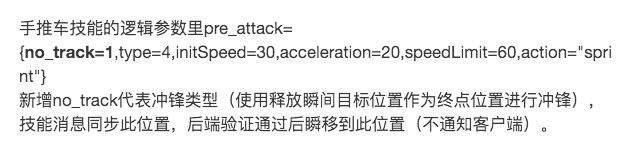 手推车技能的逻辑参数里pre_attack=
{no_track=1,type=4,initSpeed=30,acceleration=20,speedLimit=60,action="spri
nt"}
新增no_track代表冲锋类型（使用释放瞬间目标位置作为终点位置进行冲锋），
技能消息同步此位置，后端验证通过后瞬移到此位置（不通知客户端）。